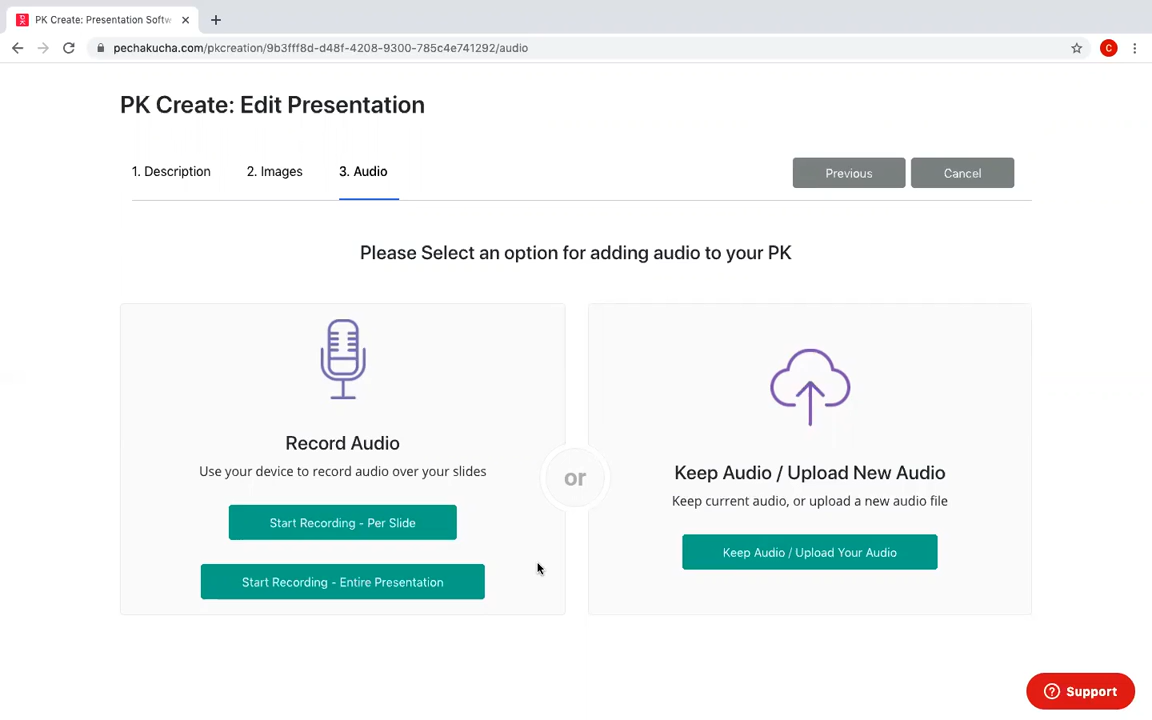 PK Create: Presentation Softw
pechakucha.com/pkcreation/9b3fff8d-d48f-4208-9300-785c4e741292/audio
C
PK Create: Edit Presentation
1. Description
2. Images
3. Audio
Previous
Cancel
Please Select an option for adding audio to your PK
Record Audio
Use your device to record audio over your slides
Start Recording - Per Slide
Start Recording - Entire Presentation
or
Keep Audio / Upload New Audio
Keep current audio, or upload a new audio file
Keep Audio / Upload Your Audio
? Support